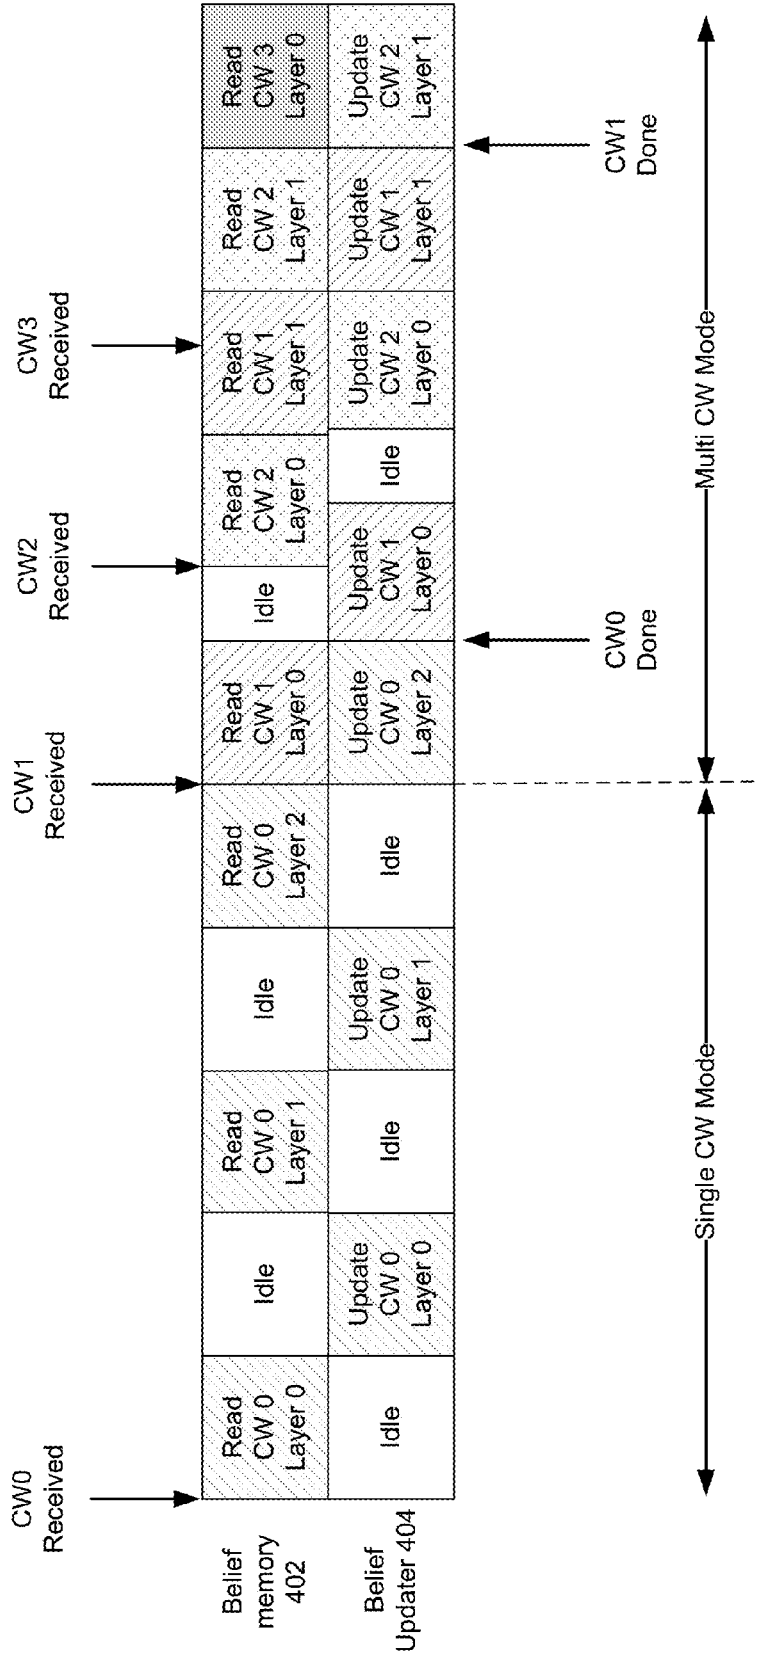 CW0
Received
CW1
Received
CW2
Received
CW3
Received
Belief
memory
402
Read
CW 0
Layer 0
Idle
Read
CW 0
Layer 1
Idle
Read
CW 0
Layer 2
Read
CW 1
Layer 0
Idle
Read
CW 2
Layer 0
Read
CW 1
Layer 1
Read
CW 2
Layer 1
Read
CW 3
Layer 0
Belief
Updater 404
Idle
Update
CW 0
Layer 0
Idle
Update
CW 0
Layer 1
Idle
Update
CW 0
Layer 2
Update
CW 1
Layer 0
Idle
Update
CW 2
Layer 0
Update
CW 1
Layer 1
Update
CW 2
Layer 1
CW0
Done
CW1
Done
Single CW Mode
Multi CW Mode